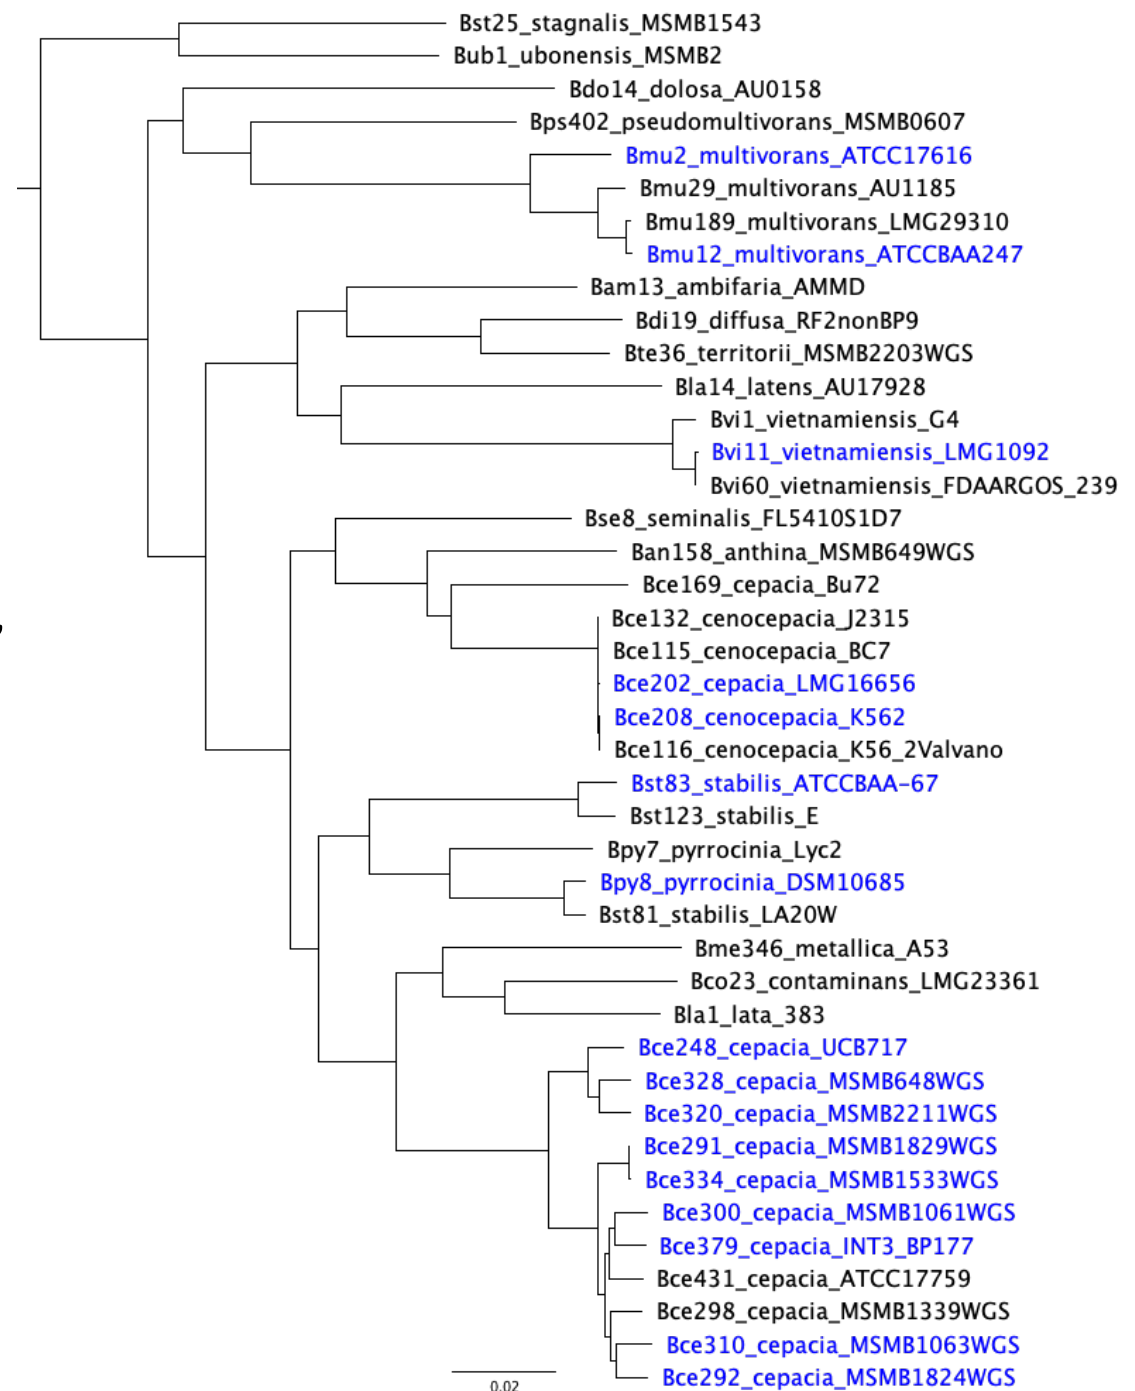 Bst25_stagnalis_MSMB1543
Bub1_ubonensis_MSMB2
Bdo14_dolosa_AU0158
Bps402_pseudomultivorans_MSMB0607
Bmu2_multivorans_ATCC17616
Bmu29_multivorans_AU1185
Bmu189_multivorans_LMG29310
Bmu12_multivorans_ATCCBAA247
Bam13_ambifaria_AMMD
Bdi19_diffusa_RF2nonBP9
Bte36_territorii_MSMB2203WGS
Bla14_latens_AU17928
Bvi1_vietnamiensis_G4
Bvi11_vietnamiensis_LMG1092
Bvi60_vietnamiensis_FDAARGOS_239
Bse8_seminalis_FL5410S1D7
Ban158_anthina_MSMB649WGS
Bce169_cepacia_Bu72
Bce132_cenocepacia_J2315
,
Bce115_cenocepacia_BC7
Bce202_cepacia_LMG16656
Bce208_cenocepacia_K562
Bce116_cenocepacia_K56_2Valvano
Bst83_stabilis_ATCCBAA-67
Bst123_stabilis_E
Bpy7_pyrrocinia_Lyc2
Bpy8_pyrrocinia_DSM10685
Bst81_stabilis_LA20W
Bme346_metallica_A53
Bco23_contaminans_LMG23361
Bla1_lata_383
Bce248_cepacia_UCB717
Bce328_cepacia_MSMB648WGS
Bce320_cepacia_MSMB2211WGS
Bce291_cepacia_MSMB1829WGS
Bce334_cepacia_MSMB1533WGS
Bce300_cepacia_MSMB1061WGS
Bce379_cepacia_INT3_BP177
Bce431_cepacia_ATCC17759
Bce298_cepacia_MSMB1339WGS
Bce310_cepacia_MSMB1063WGS
Bce292_cepacia_MSMB1824WGS
0.02